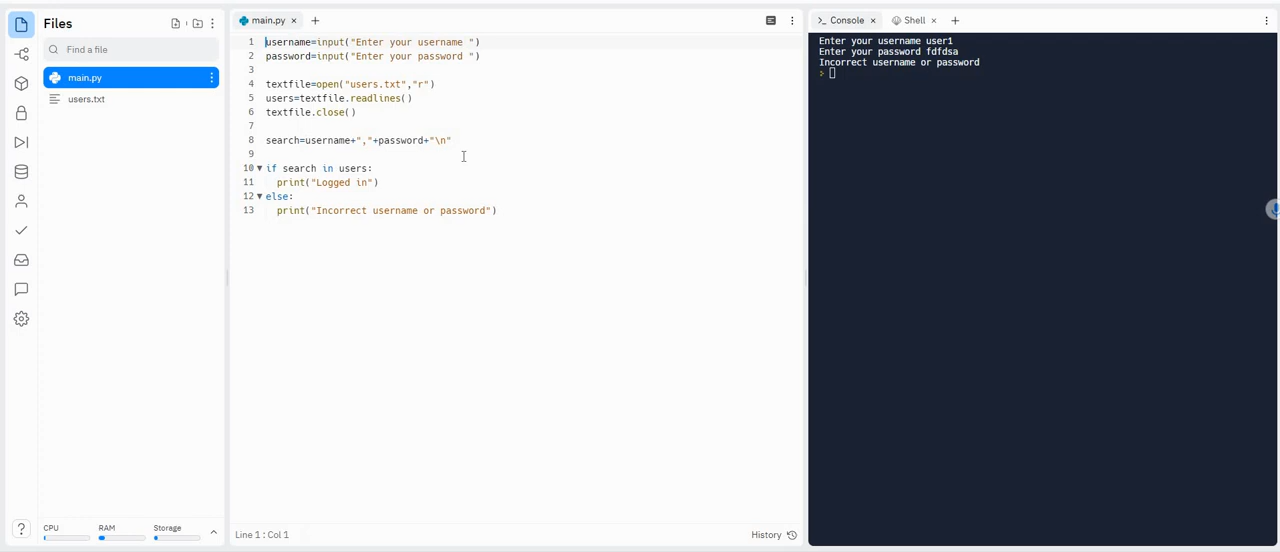 Files
Find a file
main.py
users.txt
CPU
RAM
Storage
main.py
1 username=input("Enter your username ")
2 password=input("Enter your password ")
3
4 textfile=open("users.txt","r")
5 users=textfile.readlines()
6 textfile.close()
7
8 search=username+","+password+"\n"
9
10 if search in users:
11 print("Logged in")
12 else:
13 print("Incorrect username or password")
Line 1 : Col 1
History
Console
Shell
Enter your username user1
Enter your password fdfdsa
Incorrect username or password
>